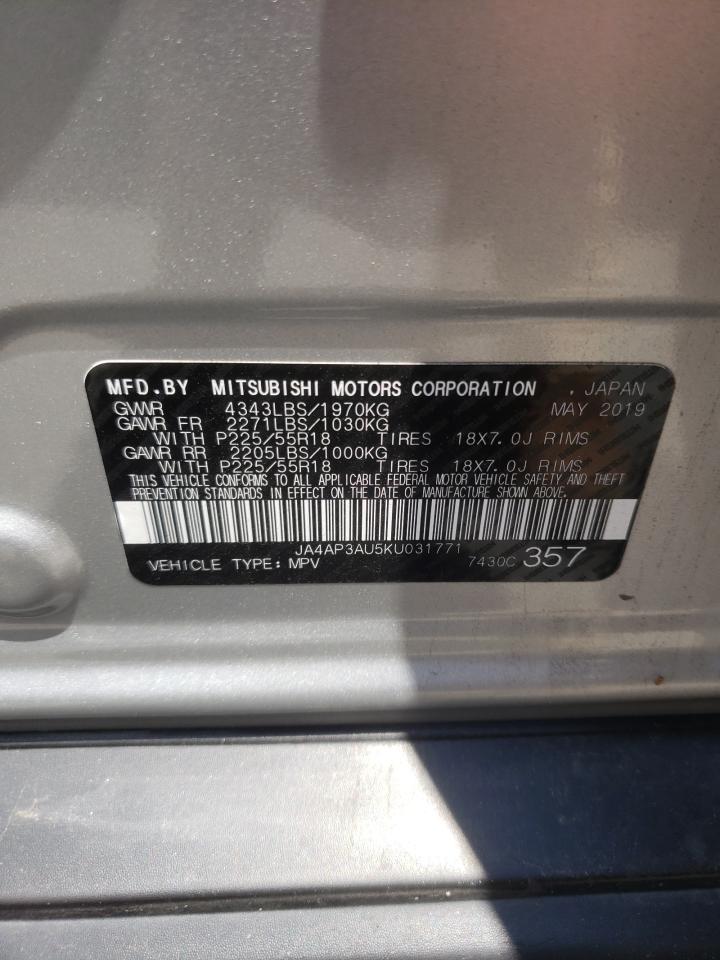 MFD.BY MITSUBISHI MOTORS CORPORATION , JAPAN
GVWR 4343LBS/1970KG MAY 2019
GAWR FR 2271LBS/1030KG
WITH P225/55R18 TIRES 18X7.0J RIMS
GAWR RR 2205LBS/1000KG
WITH P225/55R18 TIRES 18X7.0J RIMS
THIS VEHICLE CONFORMS TO ALL APPLICABLE FEDERAL MOTOR VEHICLE SAFETY AND THEFT
PREVENTION STANDARDS IN EFFECT ON THE DATE OF MANUFACTURE SHOWN ABOVE.
JA4AP3AU5KU031771
VEHICLE TYPE: MPV 7430C 357